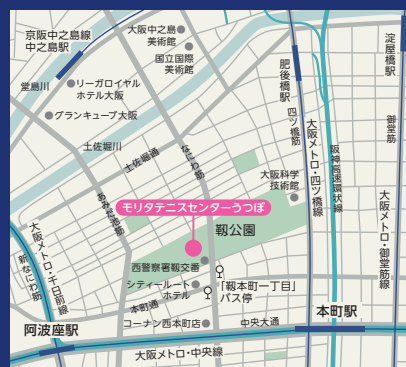 京阪中之島線
中之島駅
大阪中之島
美術館
国立国際
美術館
堂島川
リーガロイヤル
ホテル大阪
グランキューブ大阪
土佐堀川
土佐堀通
なにわ筋
あみだ池筋
肥後橋駅
四ツ橋筋
大阪メトロ・四ツ橋線
阪神高速環状線
淀屋橋駅
御堂筋
大阪メトロ・御堂筋線
大阪科学
技術館
モリタテニスセンターうつぼ
靱公園
大阪メトロ・千日前線
新なにわ筋
西警察署靱交番
シティールート
ホテル
「靱本町一丁目」
バス停
本町通
コーナン西本町店
中央大通
本町駅
阿波座駅
大阪メトロ・中央線